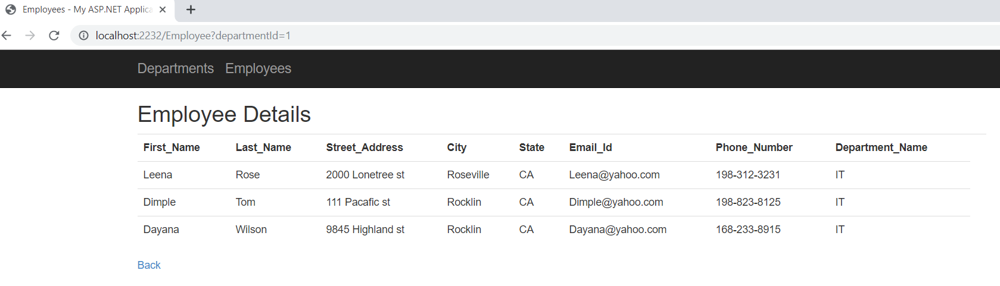 Employees - My ASP.NET Applica
localhost:2232/Employee?departmentId=1
Departments Employees
Employee Details
First_Name Last_Name Street_Address City State Email_Id Phone_Number Department_Name
Leena Rose 2000 Lonetree st Roseville CA Leena@yahoo.com 198-312-3231 IT
Dimple Tom 111 Pacafic st Rocklin CA Dimple@yahoo.com 198-823-8125 IT
Dayana Wilson 9845 Highland st Rocklin CA Dayana@yahoo.com 168-233-8915 IT
Back